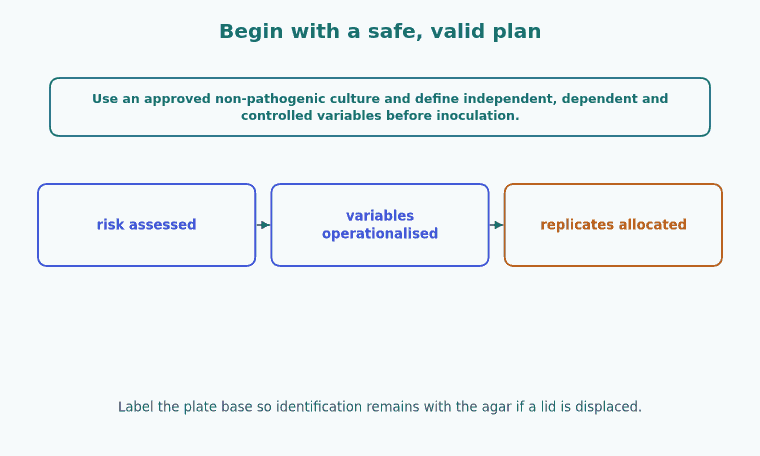 Begin with a safe, valid plan
Use an approved non-pathogenic culture and define independent, dependent and
controlled variables before inoculation.
risk assessed
variables
operationalised
replicates allocated
Label the plate base so identification remains with the agar if a lid is displaced.